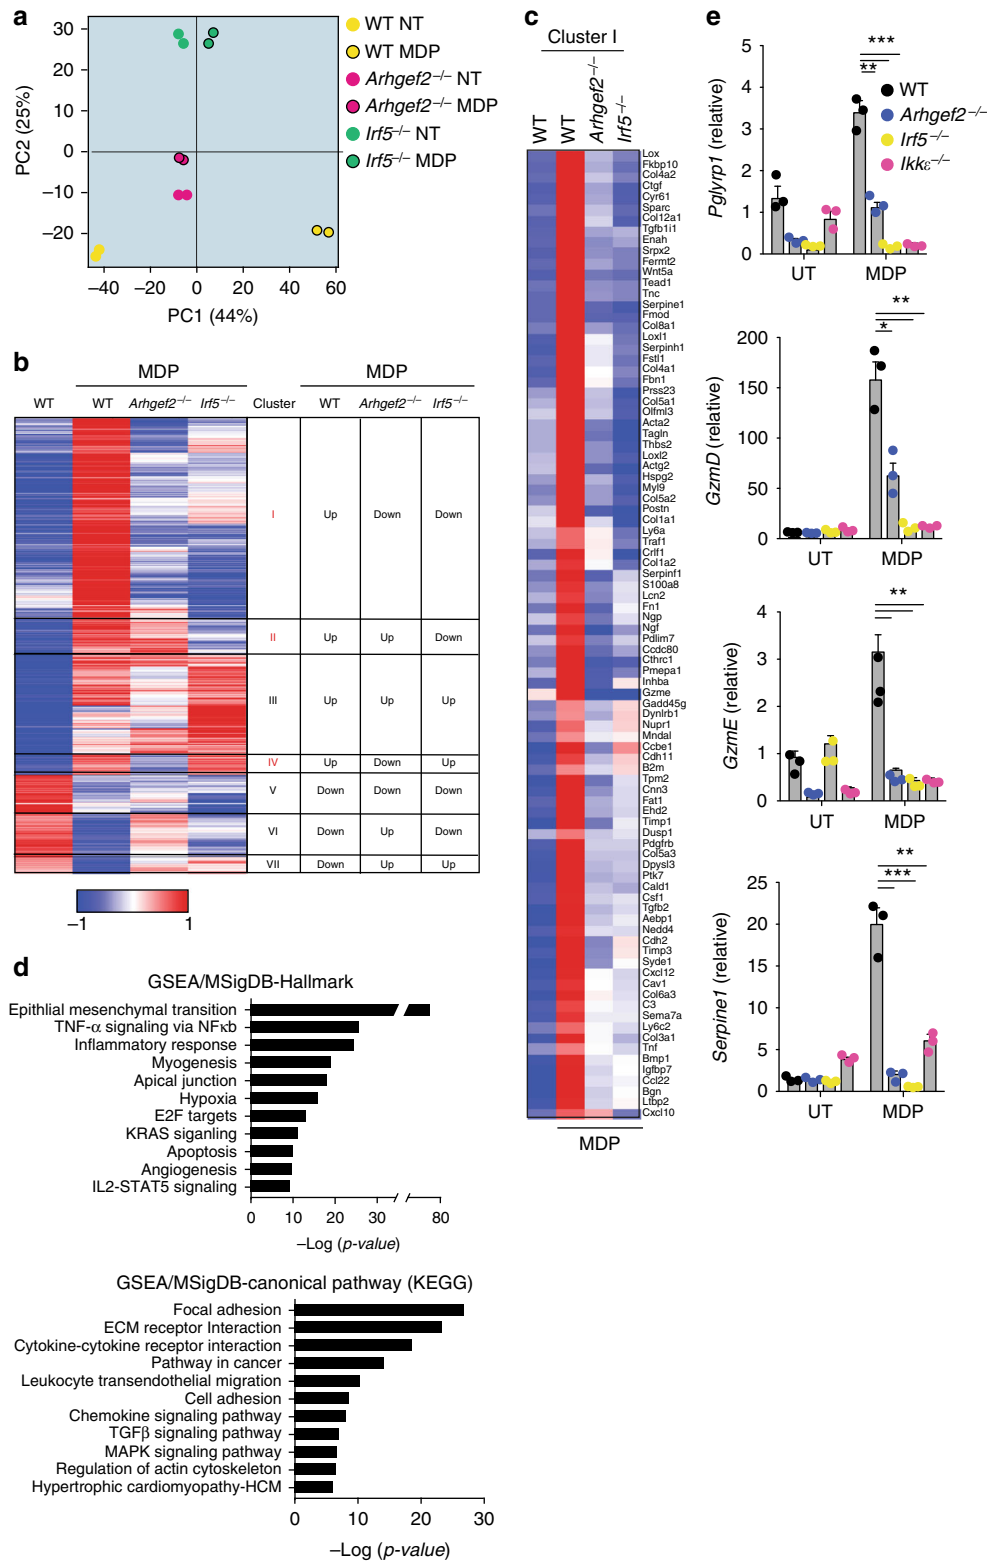 a
30
20
10
0
−10
−20
−40
−20
0
20
40
60
PC2 (25%)
PC1 (44%)
WT NT
WT MDP
Arhgef2−/− NT
Arhgef2−/− MDP
Irf5−/− NT
Irf5−/− MDP
b
MDP
MDP
WT
WT
Arhgef2−/−
Irf5−/−
Cluster
WT
Arhgef2−/−
Irf5−/−
I
Up
Down
Down
II
Up
Up
Down
III
Up
Up
Up
IV
Up
Down
Up
V
Down
Down
Down
VI
Down
Up
Down
VII
Down
Up
Up
−1
1
c
Cluster I
WT
WT
Arhgef2−/−
Irf5−/−
Lox
Fkbp10
Col4a2
Ctgf
Cyr61
Sparc
Col12a1
Tgfb1i1
Enah
Srpx2
Fermt2
Wnt5a
Tead1
Tnc
Serpine1
Fmod
Col8a1
Loxl1
Serpinh1
Fstl1
Col4a1
Fbn1
Prss23
Col5a1
Olfml3
Acta2
Tagln
Thbs2
Loxl2
Actg2
Hspg2
Myl9
Col5a2
Postn
Col1a1
Ly6a
Traf1
Crlf1
Col1a2
Serpinf1
S100a8
Lcn2
Fn1
Ngp
Ngf
Pdlim7
Ccdc80
Cthrc1
Pmepa1
Inhba
Gzme
Gadd45g
Dynlrb1
Nupr1
Mndal
Ccbe1
Cdh11
B2m
Tpm2
Cnn3
Fat1
Ehd2
Timp1
Dusp1
Pdgfrb
Col5a3
Dpysl3
Ptk7
Cald1
Csf1
Tgfb2
Aebp1
Nedd4
Cdh2
Timp3
Syde1
Cxcl12
Cav1
Col6a3
C3
Sema7a
Ly6c2
Col3a1
Tnf
Bmp1
Igfbp7
Ccl22
Bgn
Ltbp2
Cxcl10
MDP
d
GSEA/MSigDB-Hallmark
Epithlial mesenchymal transition
TNF-α signaling via NFκb
Inflammatory response
Myogenesis
Apical junction
Hypoxia
E2F targets
KRAS siganling
Apoptosis
Angiogenesis
IL2-STAT5 signaling
0
10
20
30
80
−Log (p-value)
GSEA/MSigDB-canonical pathway (KEGG)
Focal adhesion
ECM receptor Interaction
Cytokine-cytokine receptor interaction
Pathway in cancer
Leukocyte transendothelial migration
Cell adhesion
Chemokine signaling pathway
TGFβ signaling pathway
MAPK signaling pathway
Regulation of actin cytoskeleton
Hypertrophic cardiomyopathy-HCM
0
10
20
30
−Log (p-value)
e
Pglyrp1 (relative)
5
4
3
2
1
0
***
**
WT
Arhgef2−/−
Irf5−/−
Ikkε−/−
UT
MDP
GzmD (relative)
200
150
100
50
0
**
*
UT
MDP
GzmE (relative)
4
3
2
1
0
**
UT
MDP
Serpine1 (relative)
25
20
15
10
5
0
**
***
UT
MDP